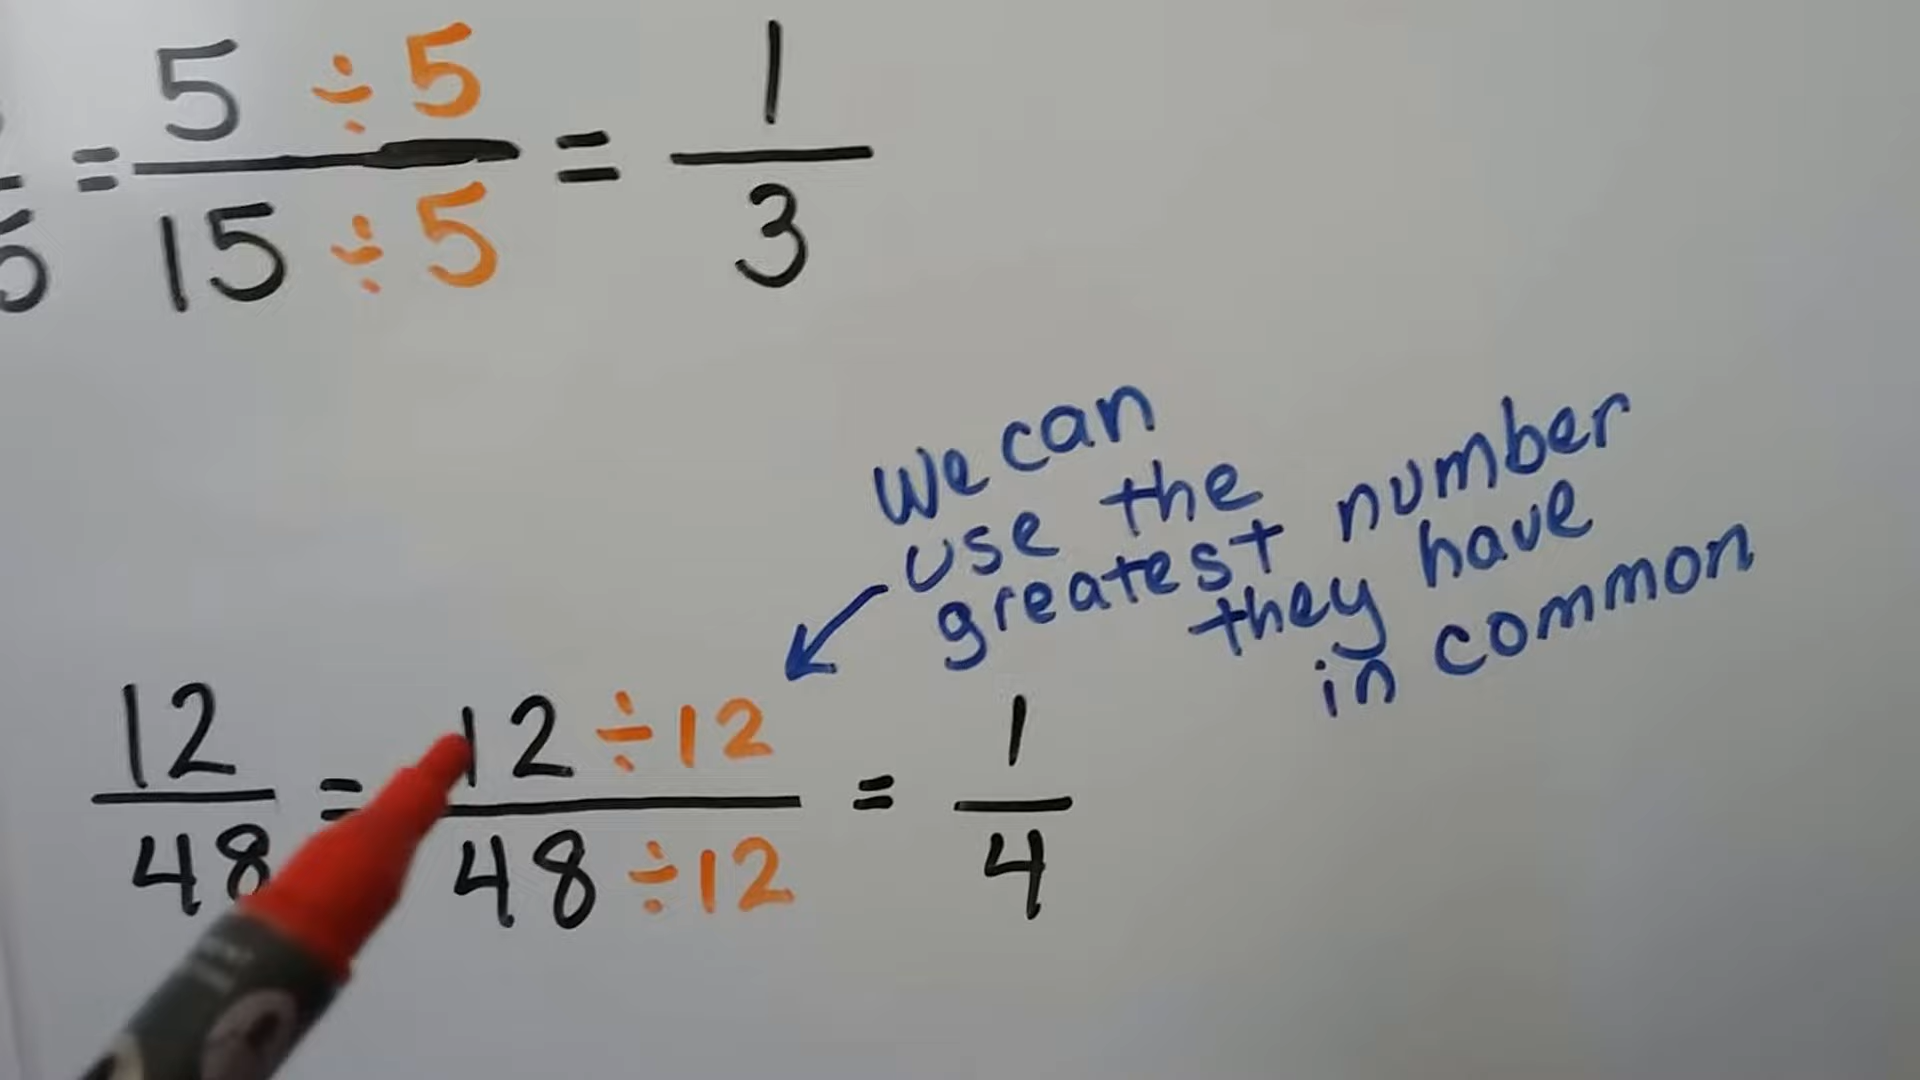 = 5 ÷5 = 1
15 ÷5 3
We can
use the
greatest number
they have
in common
12 = 12 ÷12 = 1
48 48 ÷12 4